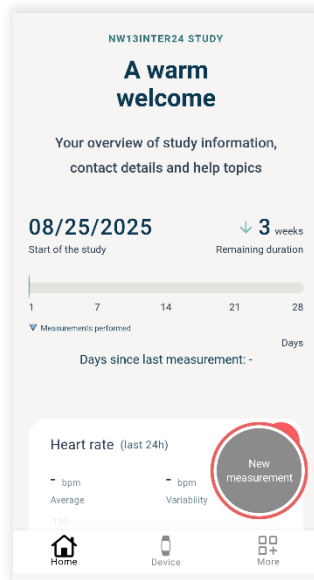 NW13INTER24 STUDY
A warm
welcome
Your overview of study information,
contact details and help topics
08/25/2025
↓ 3 weeks
Start of the study
Remaining duration
1 7 14 21 28
Measurements performed
Days
Days since last measurement: -
Heart rate (last 24h)
- bpm
- bpm
Average
Variability
New
measurement
180
Home
Device
More